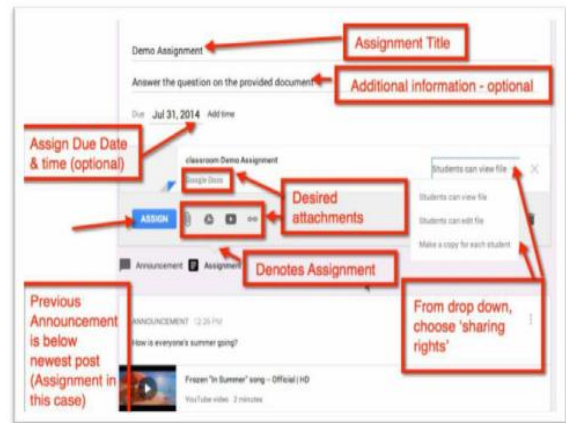 Demo Assignment
Assignment Title
Answer the question on the provided document
Additional information - optional
Due Jul 31, 2014 Add time
Assign Due Date
& time (optional)
classroom Demo Assignment
Google Docs
Students can view file
Desired
attachments
Students can view file
Students can edit file
Make a copy for each student
ASSIGN
Announcement Assignment
Denotes Assignment
Previous
Announcement
is below
newest post
(Assignment in
this case)
From drop down,
choose 'sharing
rights'
ANNOUNCEMENT 12:26 PM
How is everyone's summer going?
Frozen "In Summer" song – Official | HD
YouTube video 2 minutes